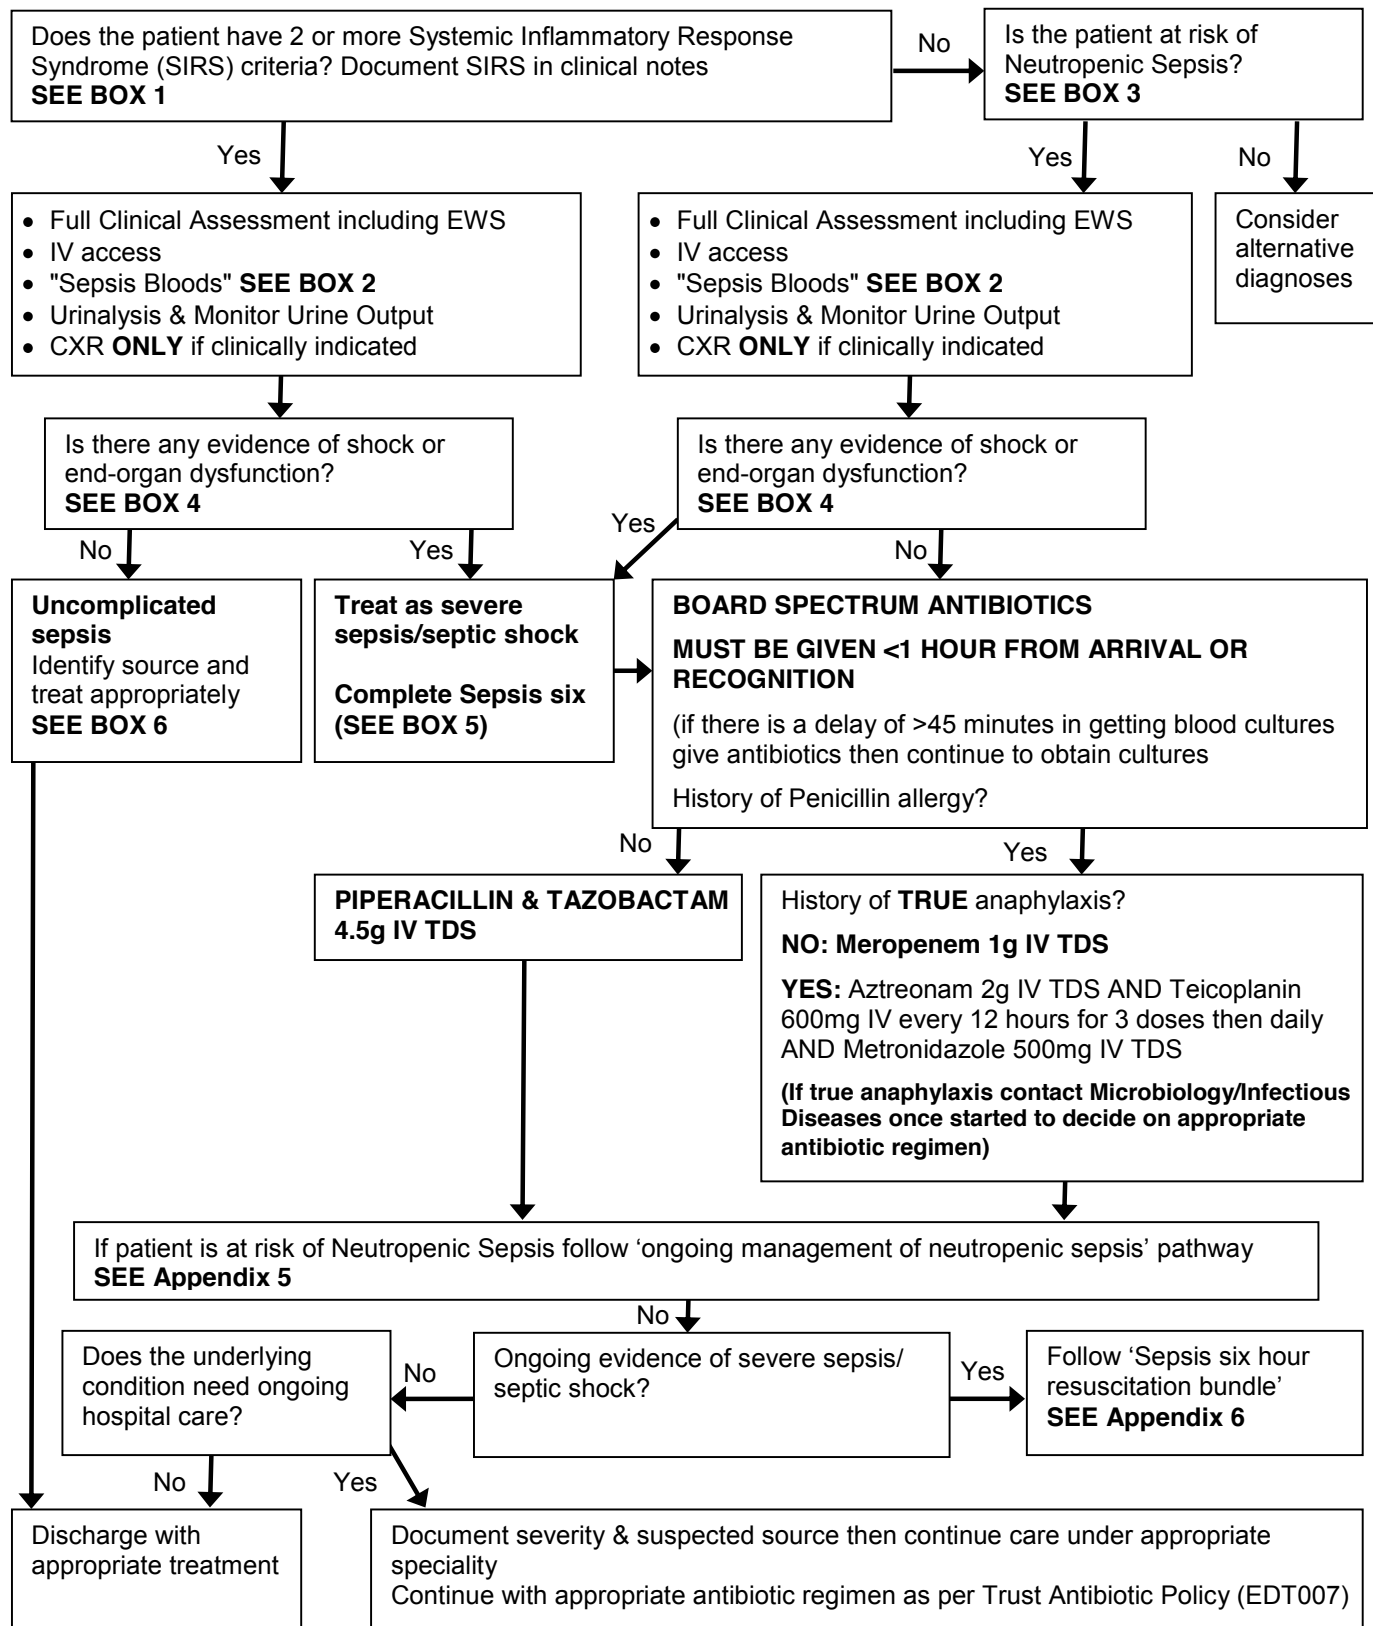 Does the patient have 2 or more Systemic Inflammatory Response
Syndrome (SIRS) criteria? Document SIRS in clinical notes
SEE BOX 1
No
Is the patient at risk of
Neutropenic Sepsis?
SEE BOX 3
Yes
Yes
No
• Full Clinical Assessment including EWS
• IV access
• "Sepsis Bloods" SEE BOX 2
• Urinalysis & Monitor Urine Output
• CXR ONLY if clinically indicated
• Full Clinical Assessment including EWS
• IV access
• "Sepsis Bloods" SEE BOX 2
• Urinalysis & Monitor Urine Output
• CXR ONLY if clinically indicated
Consider
alternative
diagnoses
Is there any evidence of shock or
end-organ dysfunction?
SEE BOX 4
Is there any evidence of shock or
end-organ dysfunction?
SEE BOX 4
No
Yes
Yes
No
Uncomplicated
sepsis
Identify source and
treat appropriately
SEE BOX 6
Treat as severe
sepsis/septic shock
Complete Sepsis six
(SEE BOX 5)
BOARD SPECTRUM ANTIBIOTICS
MUST BE GIVEN <1 HOUR FROM ARRIVAL OR
RECOGNITION
(if there is a delay of >45 minutes in getting blood cultures
give antibiotics then continue to obtain cultures
History of Penicillin allergy?
No
Yes
PIPERACILLIN & TAZOBACTAM
4.5g IV TDS
History of TRUE anaphylaxis?
NO: Meropenem 1g IV TDS
YES: Aztreonam 2g IV TDS AND Teicoplanin
600mg IV every 12 hours for 3 doses then daily
AND Metronidazole 500mg IV TDS
(If true anaphylaxis contact Microbiology/Infectious
Diseases once started to decide on appropriate
antibiotic regimen)
If patient is at risk of Neutropenic Sepsis follow ‘ongoing management of neutropenic sepsis’ pathway
SEE Appendix 5
No
Does the underlying
condition need ongoing
hospital care?
No
Ongoing evidence of severe sepsis/
septic shock?
Yes
Follow ‘Sepsis six hour
resuscitation bundle’
SEE Appendix 6
No
Yes
Discharge with
appropriate treatment
Document severity & suspected source then continue care under appropriate
speciality
Continue with appropriate antibiotic regimen as per Trust Antibiotic Policy (EDT007)